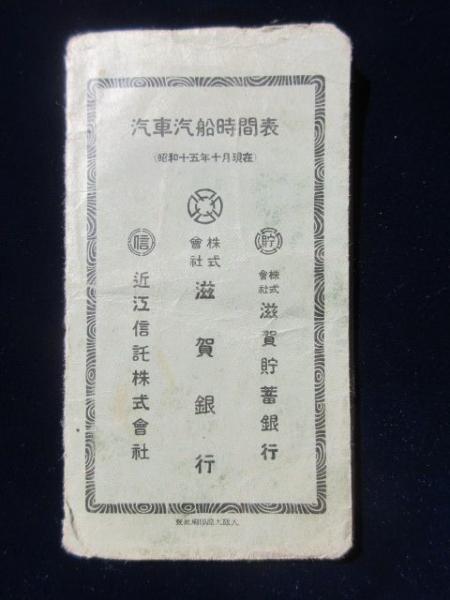 汽車汽船時間表
(昭和十五年十月現在)
貯
株式會社 滋賀貯蓄銀行
株式會社 滋賀銀行
信
近江信託株式會社